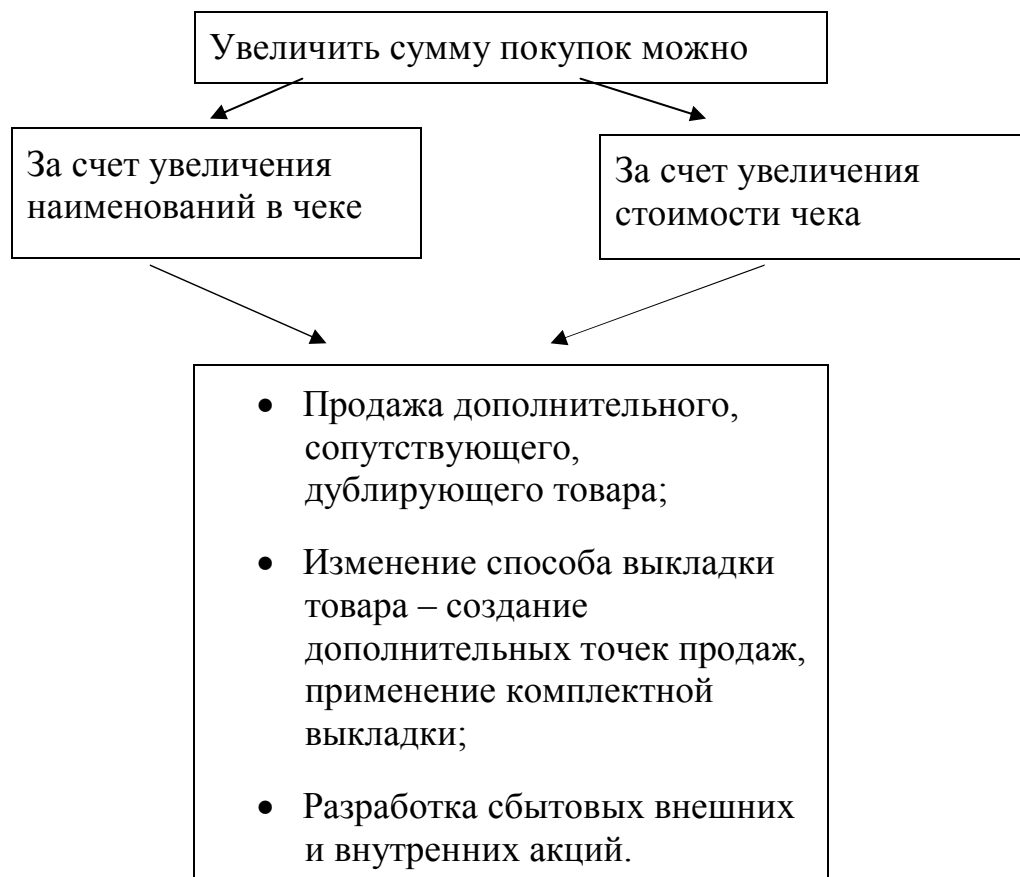 Увеличить сумму покупок можно
За счет увеличения
наименований в чеке
За счет увеличения
стоимости чека
• Продажа дополнительного,
сопутствующего,
дублирующего товара;
• Изменение способа выкладки
товара – создание
дополнительных точек продаж,
применение комплектной
выкладки;
• Разработка сбытовых внешних
и внутренних акций.